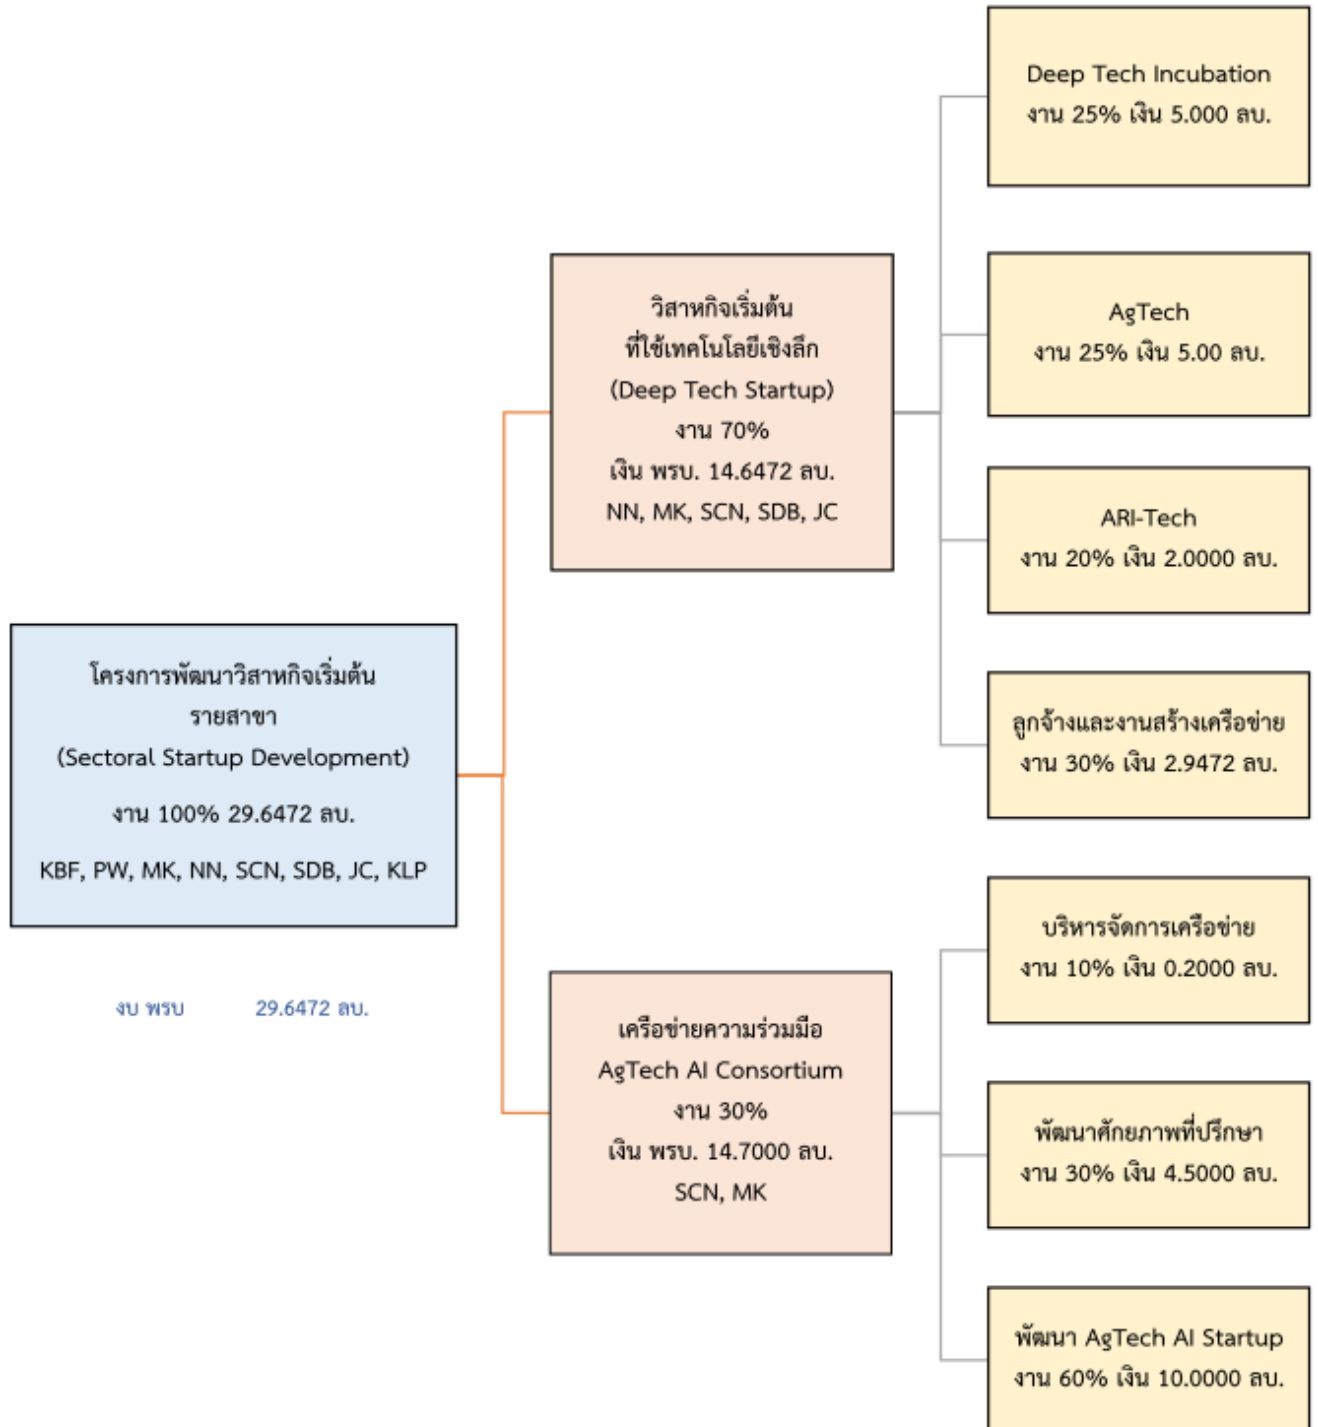 โครงการพัฒนาวิสาหกิจเริ่มต้น
รายสาขา
(Sectoral Startup Development)
งาน 100% 29.6472 ลบ.
KBF, PW, MK, NN, SCN, SDB, JC, KLP
งบ พรบ 29.6472 ลบ.
วิสาหกิจเริ่มต้น
ที่ใช้เทคโนโลยีเชิงลึก
(Deep Tech Startup)
งาน 70%
เงิน พรบ. 14.6472 ลบ.
NN, MK, SCN, SDB, JC
Deep Tech Incubation
งาน 25% เงิน 5.000 ลบ.
AgTech
งาน 25% เงิน 5.00 ลบ.
ARI-Tech
งาน 20% เงิน 2.0000 ลบ.
ลูกจ้างและงานสร้างเครือข่าย
งาน 30% เงิน 2.9472 ลบ.
เครือข่ายความร่วมมือ
AgTech AI Consortium
งาน 30%
เงิน พรบ. 14.7000 ลบ.
SCN, MK
บริหารจัดการเครือข่าย
งาน 10% เงิน 0.2000 ลบ.
พัฒนาศักยภาพที่ปรึกษา
งาน 30% เงิน 4.5000 ลบ.
พัฒนา AgTech AI Startup
งาน 60% เงิน 10.0000 ลบ.